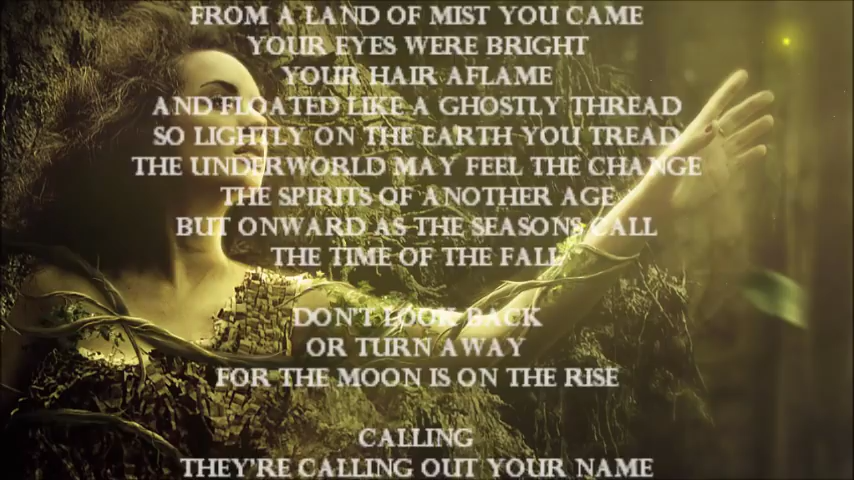 FROM A LAND OF MIST YOU CAME
YOUR EYES WERE BRIGHT
YOUR HAIR AFLAME
AND FLOATED LIKE A GHOSTLY THREAD
SO LIGHTLY ON THE EARTH YOU TREAD
THE UNDERWORLD MAY FEEL THE CHANGE
THE SPIRITS OF ANOTHER AGE
BUT ONWARD AS THE SEASONS CALL
THE TIME OF THE FALL
DON'T LOOK BACK
OR TURN AWAY
FOR THE MOON IS ON THE RISE
CALLING
THEY'RE CALLING OUT YOUR NAME